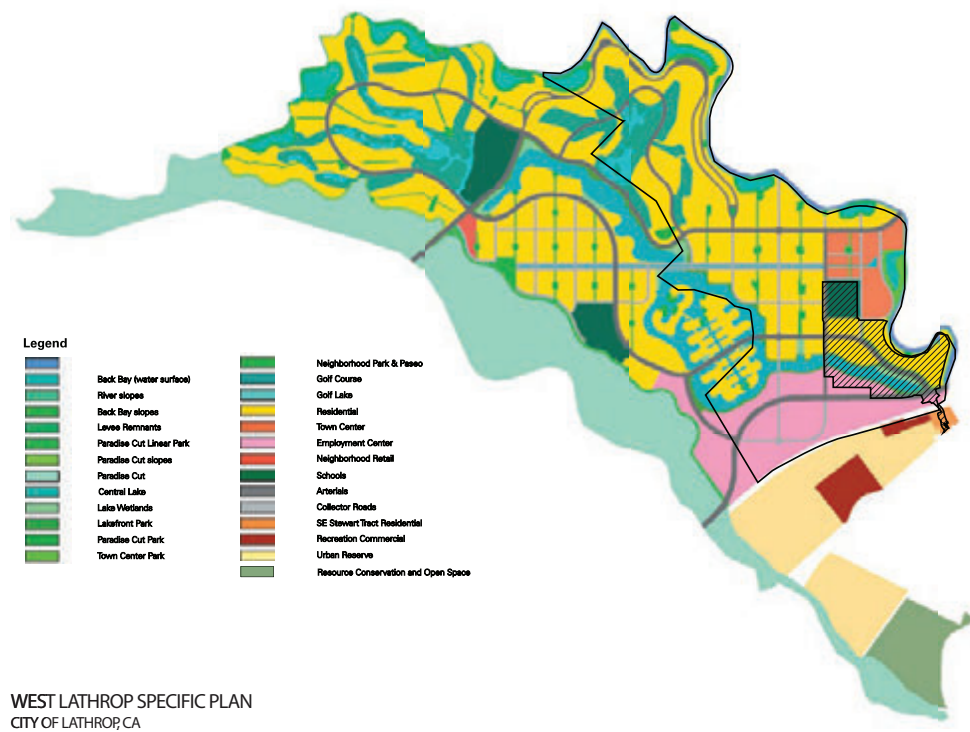 Legend
Back Bay (water surface)
River slopes
Back Bay slopes
Levee Remnants
Paradise Cut Linear Park
Paradise Cut slopes
Paradise Cut
Central Lake
Lake Wetlands
Lakefront Park
Paradise Cut Park
Town Center Park
Neighborhood Park & Paseo
Golf Course
Golf Lake
Residential
Town Center
Employment Center
Neighborhood Retail
Schools
Arterials
Collector Roads
SE Stewart Tract Residential
Recreation Commercial
Urban Reserve
Resource Conservation and Open Space
WEST LATHROP SPECIFIC PLAN
CITY OF LATHROP, CA